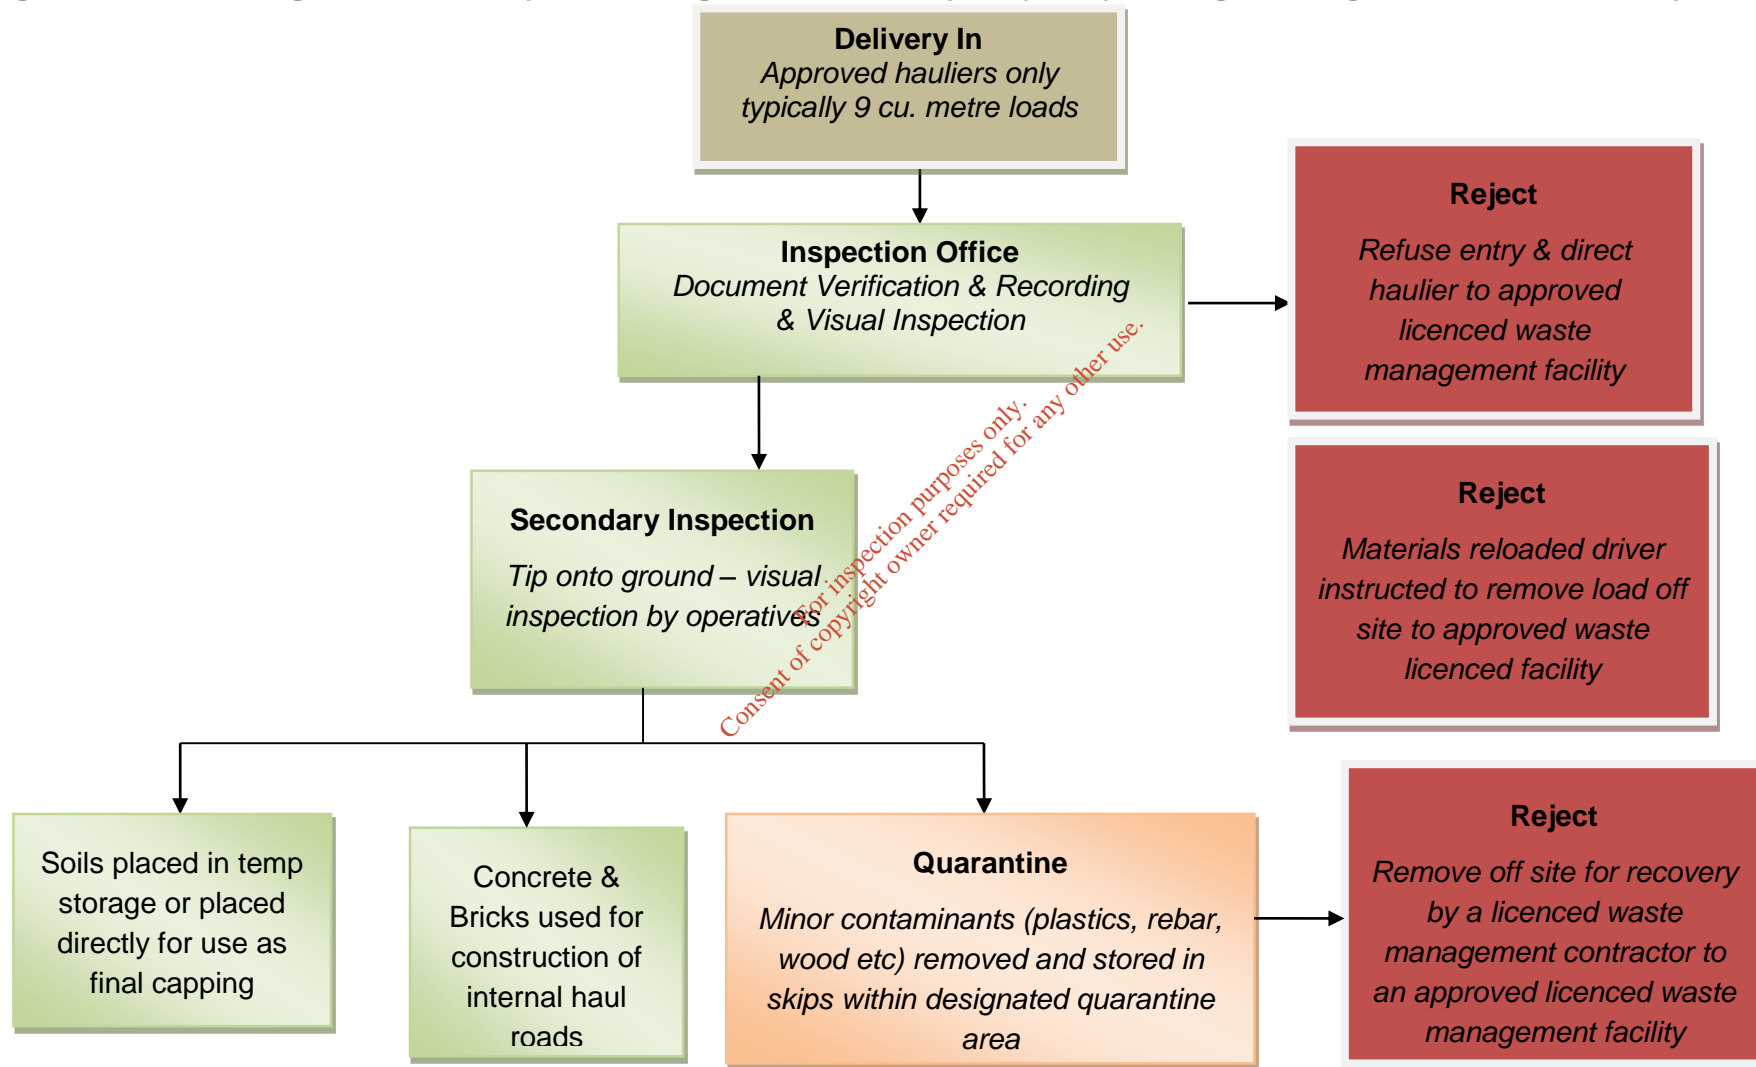 Delivery In
Approved hauliers only
typically 9 cu. metre loads
Inspection Office
Document Verification & Recording
& Visual Inspection
Reject
Refuse entry & direct
haulier to approved
licenced waste
management facility
Secondary Inspection
Tip onto ground – visual
inspection by operatives
Reject
Materials reloaded driver
instructed to remove load off
site to approved waste
licenced facility
For inspection purposes only.
Consent of copyright owner required for any other use.
Soils placed in temp
storage or placed
directly for use as
final capping
Concrete &
Bricks used for
construction of
internal haul
roads
Quarantine
Minor contaminants (plastics, rebar,
wood etc) removed and stored in
skips within designated quarantine
area
Reject
Remove off site for recovery
by a licenced waste
management contractor to
an approved licenced waste
management facility